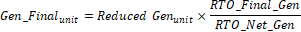 Gen_Final_unit = Reduced Gen_unit × RTO_Final_Gen / RTO_Net_Gen